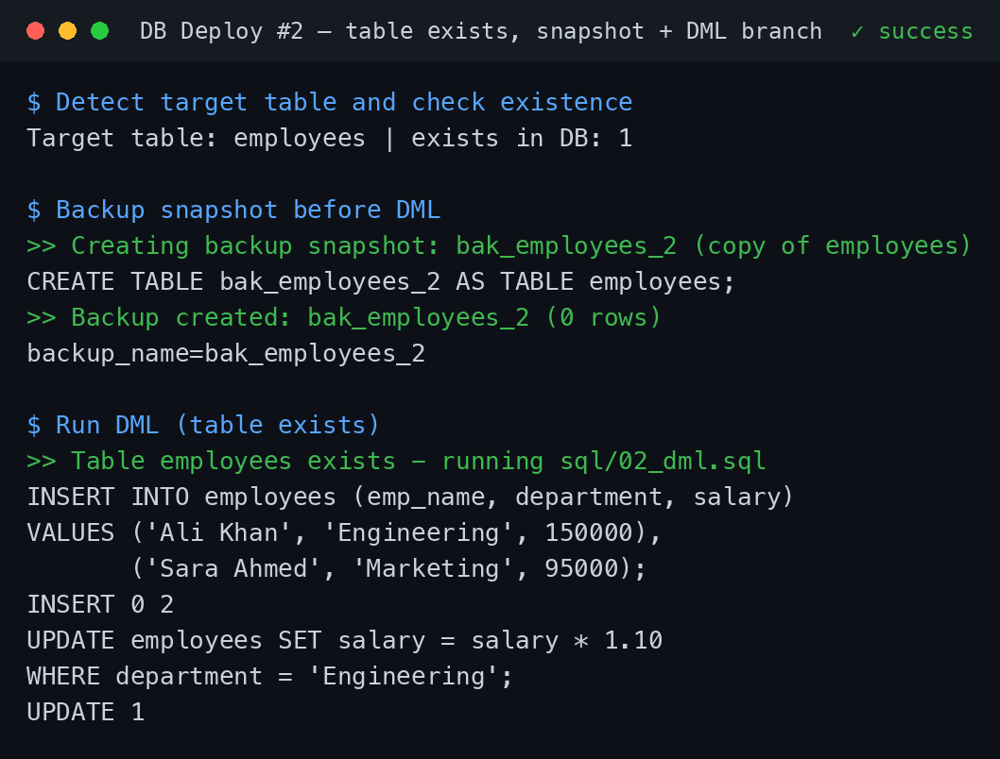 DB Deploy #2 — table exists, snapshot + DML branch ✓ success
$ Detect target table and check existence
Target table: employees | exists in DB: 1
$ Backup snapshot before DML
>> Creating backup snapshot: bak_employees_2 (copy of employees)
CREATE TABLE bak_employees_2 AS TABLE employees;
>> Backup created: bak_employees_2 (0 rows)
backup_name=bak_employees_2
$ Run DML (table exists)
>> Table employees exists — running sql/02_dml.sql
INSERT INTO employees (emp_name, department, salary)
VALUES ('Ali Khan', 'Engineering', 150000),
       ('Sara Ahmed', 'Marketing', 95000);
INSERT 0 2
UPDATE employees SET salary = salary * 1.10
WHERE department = 'Engineering';
UPDATE 1